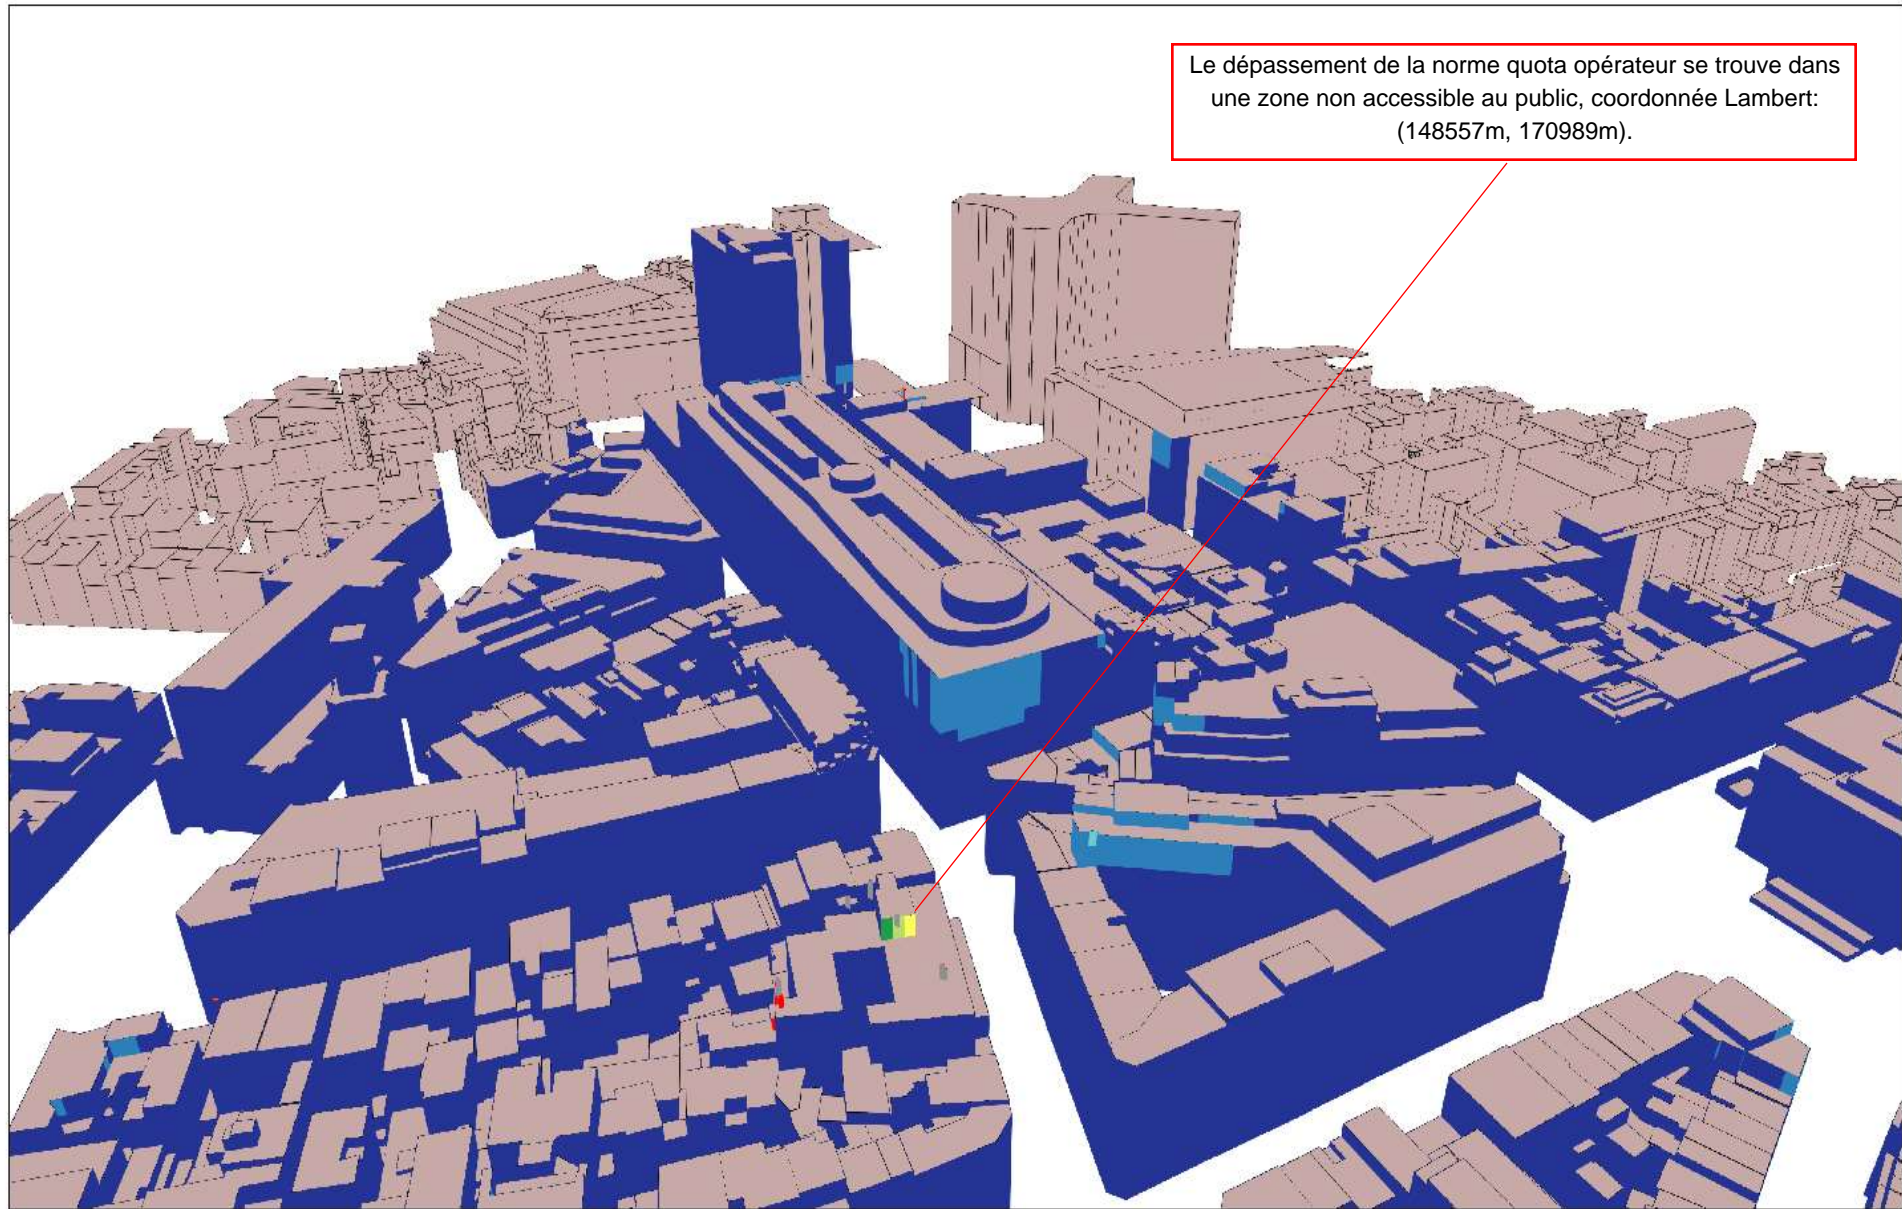 Le dépassement de la norme quota opérateur se trouve dans
une zone non accessible au public, coordonnée Lambert:
(148557m, 170989m).